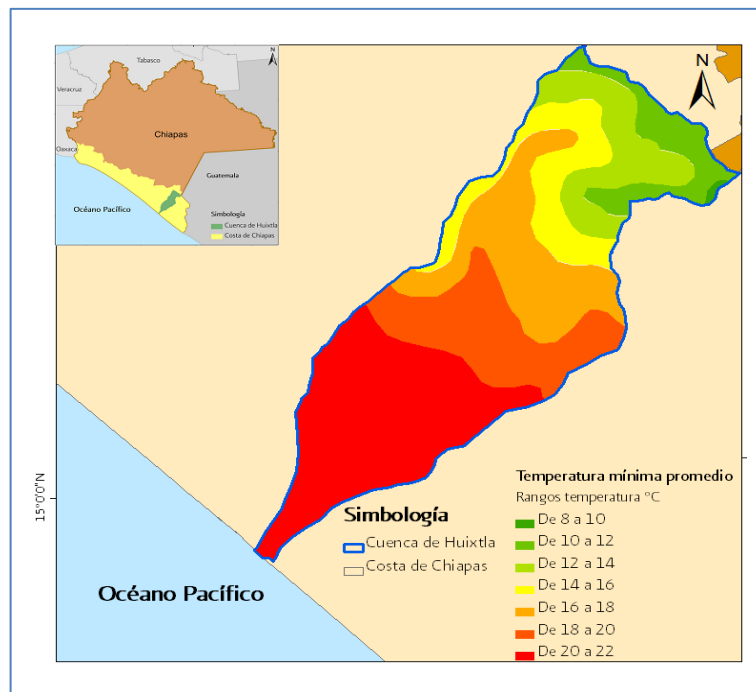 Tabasco
N
Veracruz
Chiapas
Oaxaca
Guatemala
Océano Pacífico
Simbología
Cuenca de Huixtla
Costa de Chiapas
N
15°0'0"N
Océano Pacífico
Simbología
Cuenca de Huixtla
Costa de Chiapas
Temperatura mínima promedio
Rangos temperatura °C
De 8 a 10
De 10 a 12
De 12 a 14
De 14 a 16
De 16 a 18
De 18 a 20
De 20 a 22